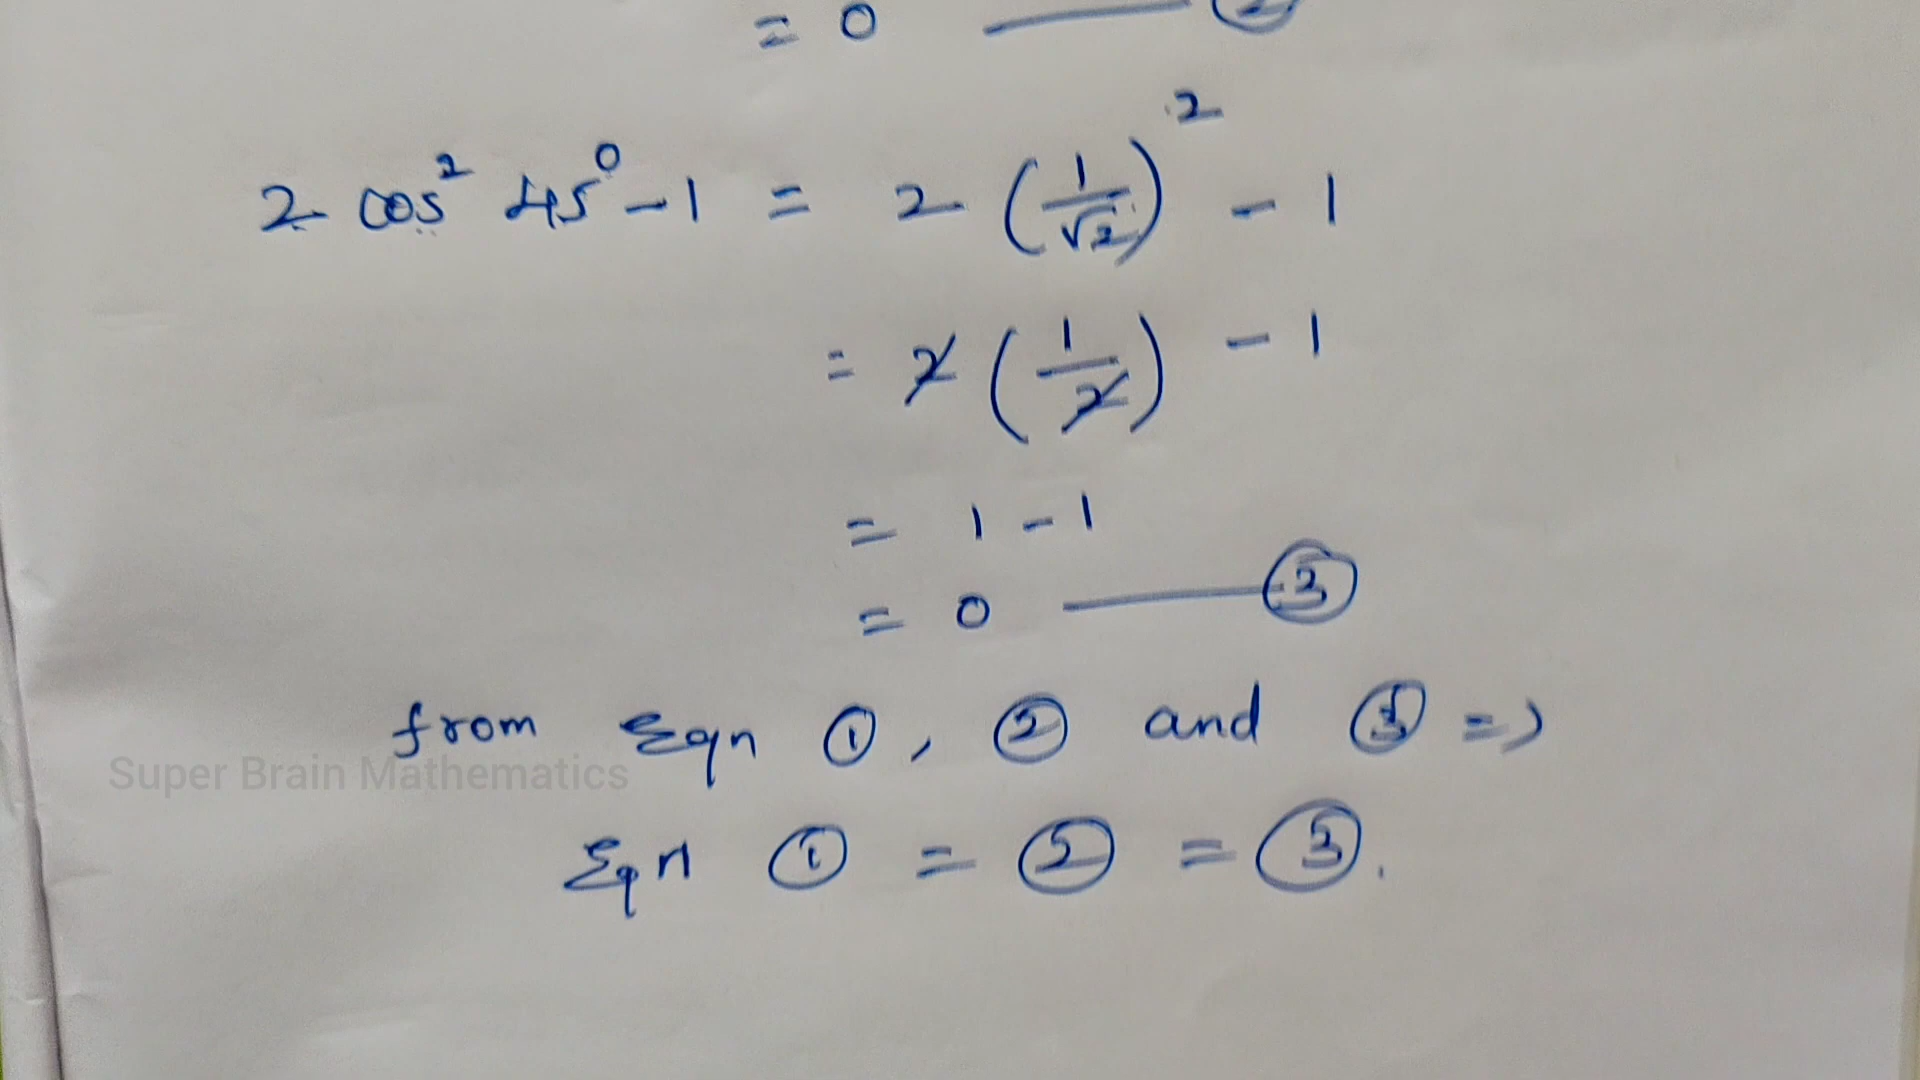 = 0 —— ②
2 cos² 45⁰ - 1 = 2 (1/√2)² - 1
= 2 (1/2) - 1
= 1 - 1
= 0 —— ③
from Eqn ①, ② and ③ =>
Super Brain Mathematics
Eqn ① = ② = ③.